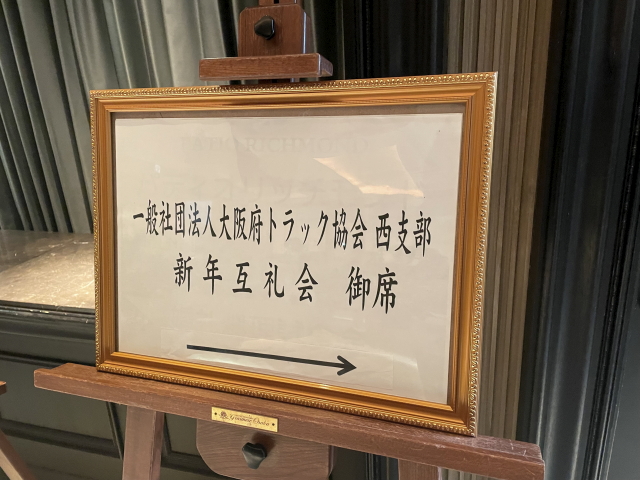 一般社団法人大阪府トラック協会 西支部
新年互礼会 御席